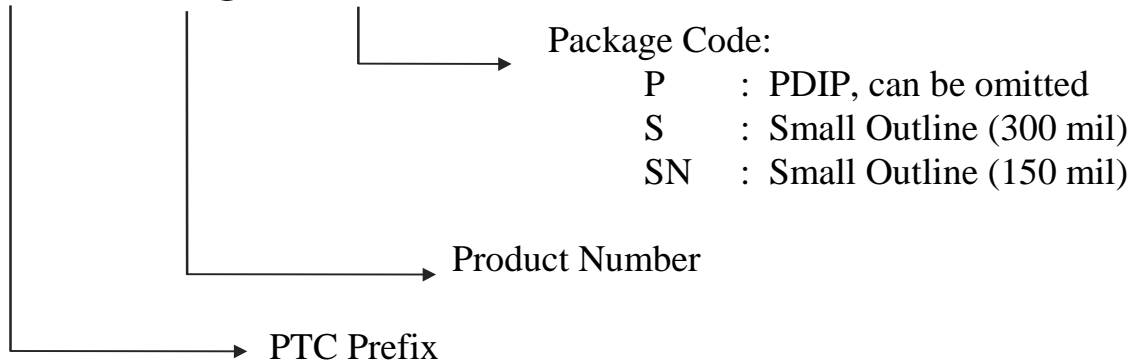 Package Code:
P : PDIP, can be omitted
S : Small Outline (300 mil)
SN : Small Outline (150 mil)
Product Number
PTC Prefix